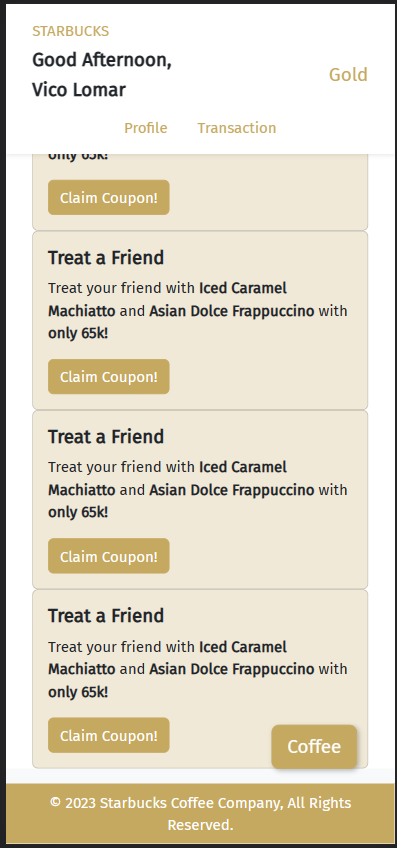 STARBUCKS
Good Afternoon,
Vico Lomar
Gold
Profile Transaction
only 65k!
Claim Coupon!
Treat a Friend
Treat your friend with Iced Caramel
Machiatto and Asian Dolce Frappuccino with
only 65k!
Claim Coupon!
Treat a Friend
Treat your friend with Iced Caramel
Machiatto and Asian Dolce Frappuccino with
only 65k!
Claim Coupon!
Treat a Friend
Treat your friend with Iced Caramel
Machiatto and Asian Dolce Frappuccino with
only 65k!
Claim Coupon!
Coffee
© 2023 Starbucks Coffee Company, All Rights
Reserved.